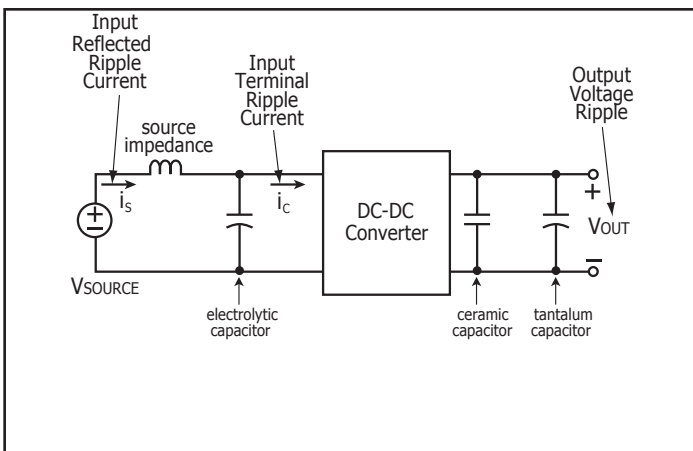 Input
Reflected
Ripple
Current
Input
Terminal
Ripple
Current
Output
Voltage
Ripple
source
impedance
iS
iC
DC-DC
Converter
+
VOUT
–
+
–
VSOURCE
electrolytic
capacitor
ceramic
capacitor
tantalum
capacitor